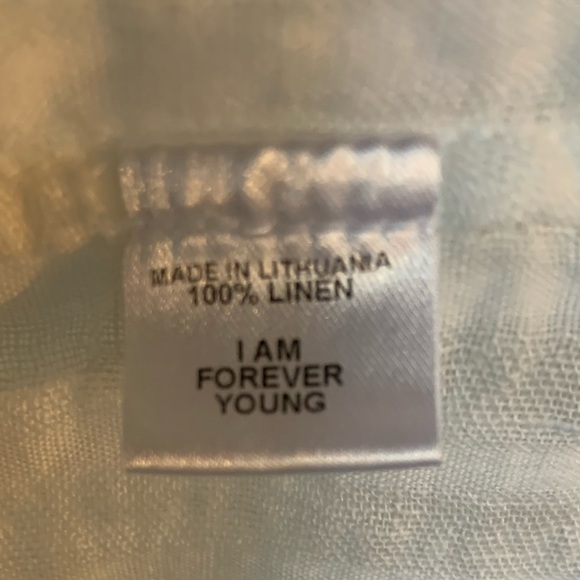 MADE IN LITHUANIA
100% LINEN
I AM
FOREVER
YOUNG